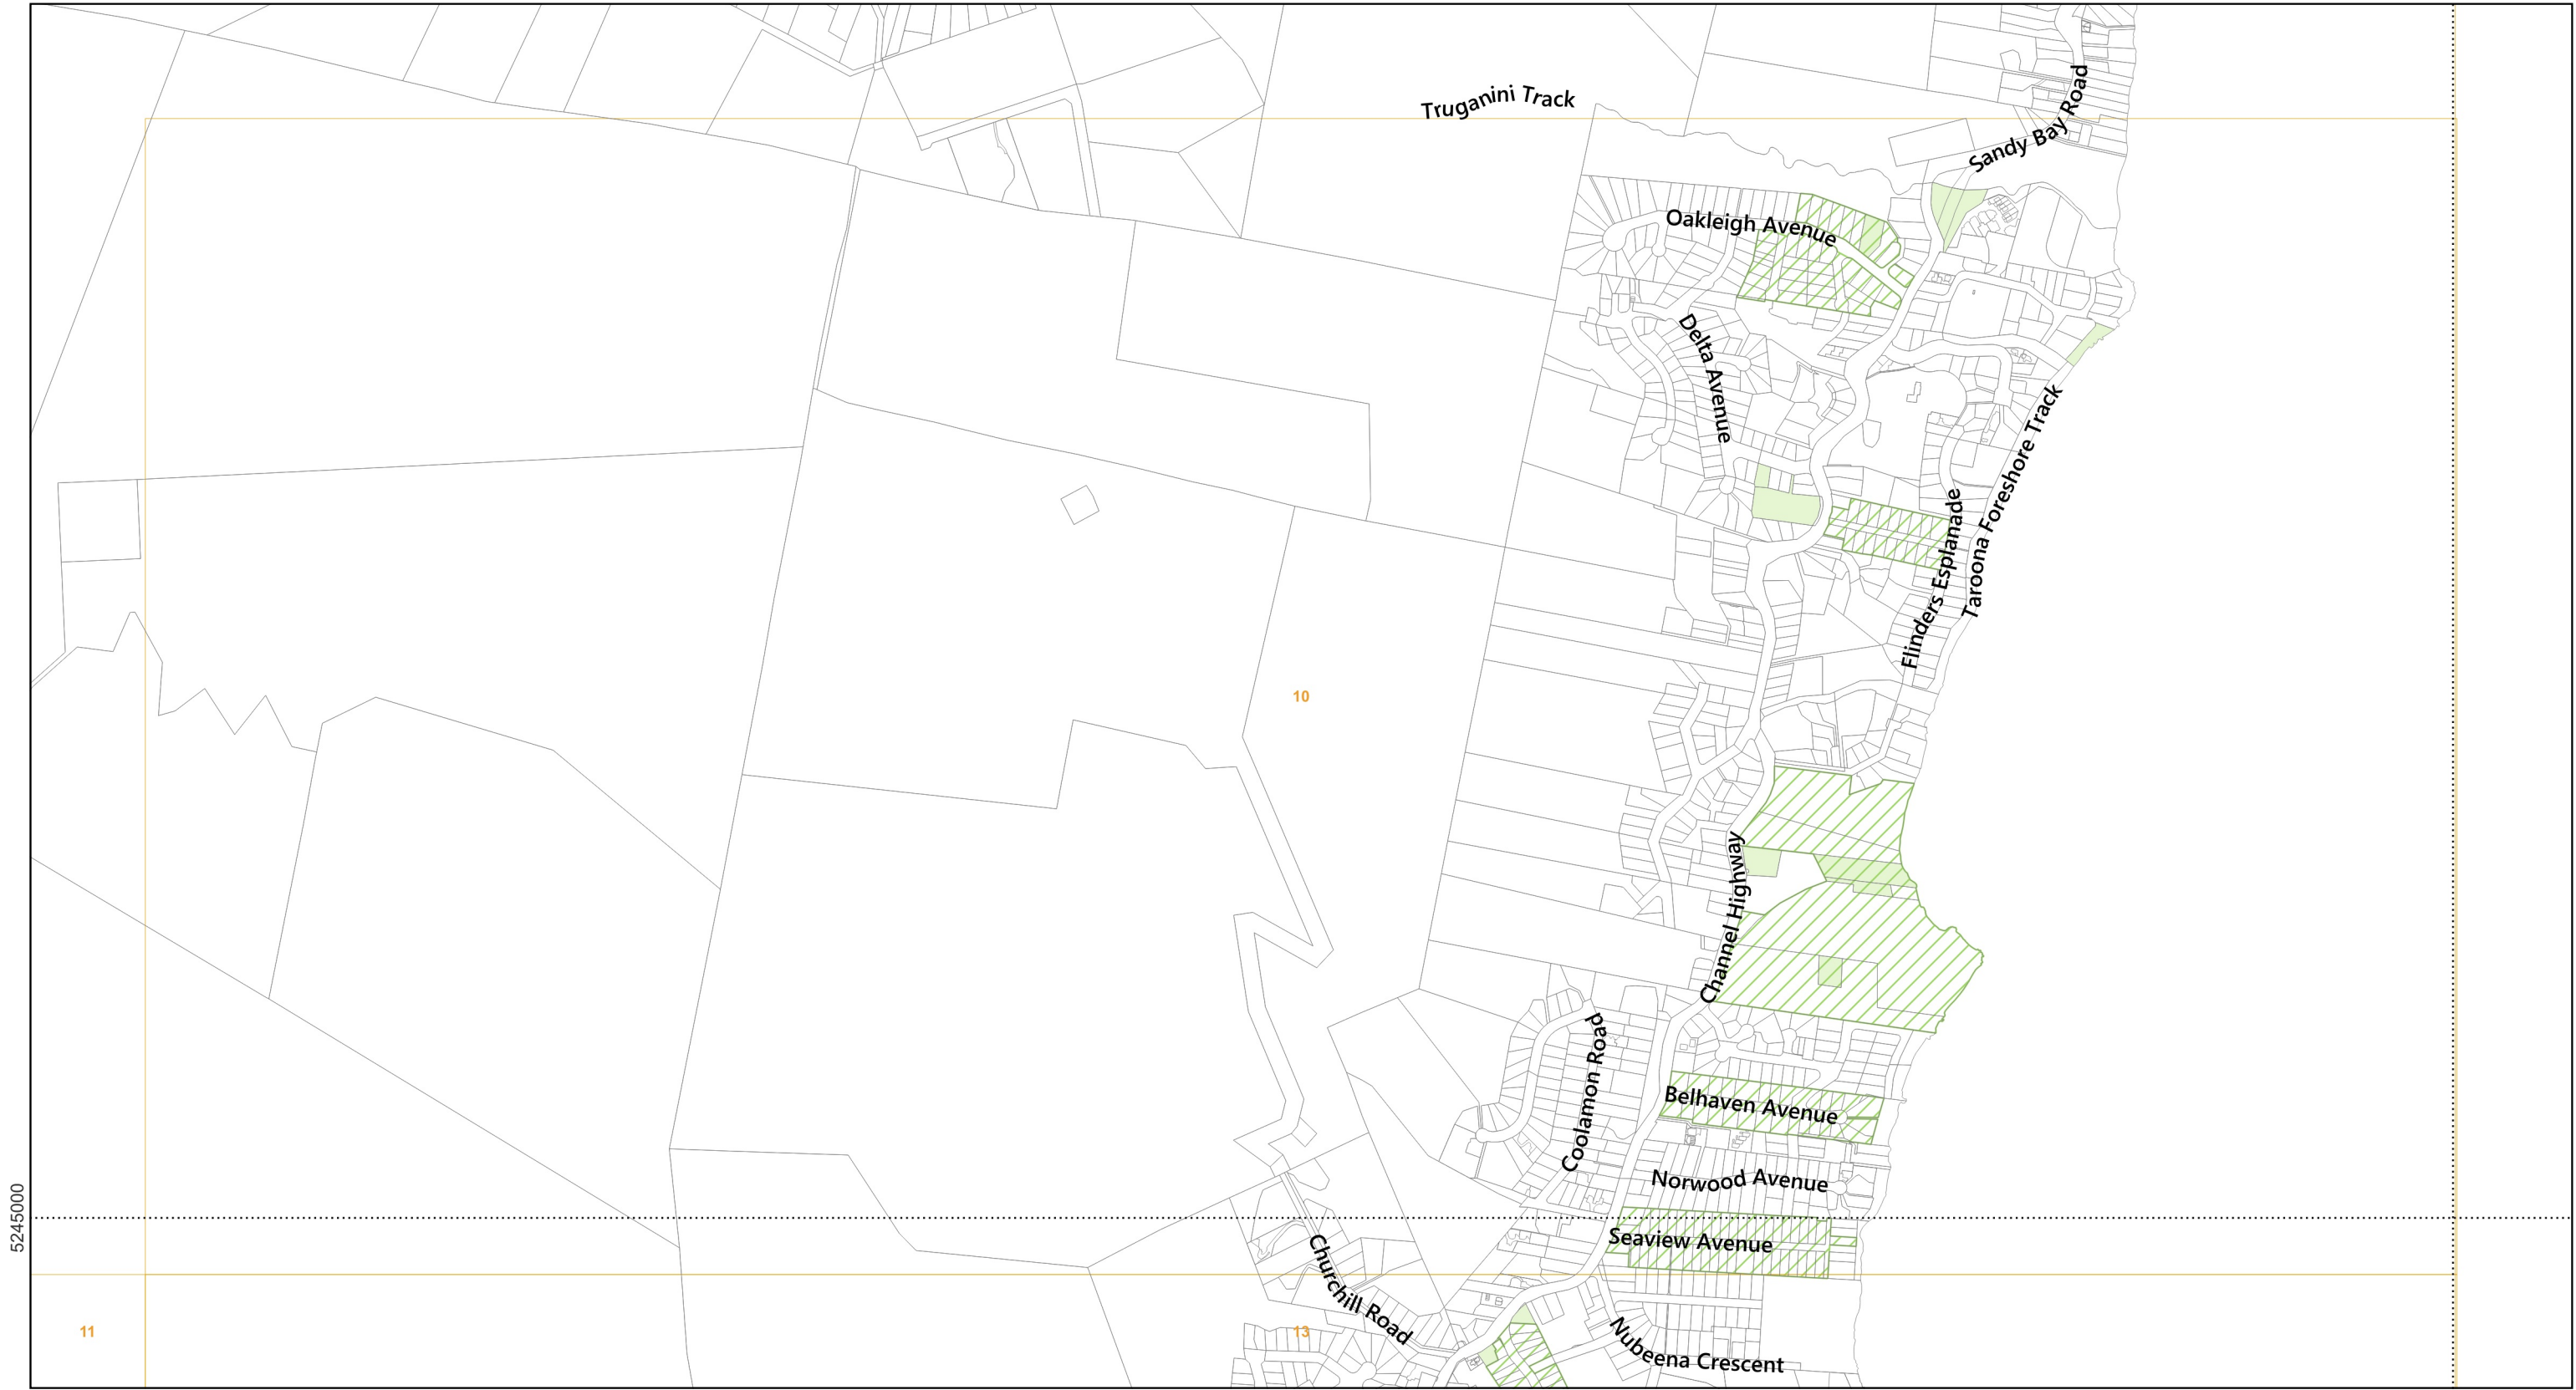 Truganini Track
Sandy Bay Road
Oakleigh Avenue
Delta Avenue
Taroona Foreshore Track
Flinders Esplanade
10
Channel Highway
Coolamon Road
Belhaven Avenue
Norwood Avenue
5245000
Seaview Avenue
Churchill Road
11
13
Nubeena Crescent